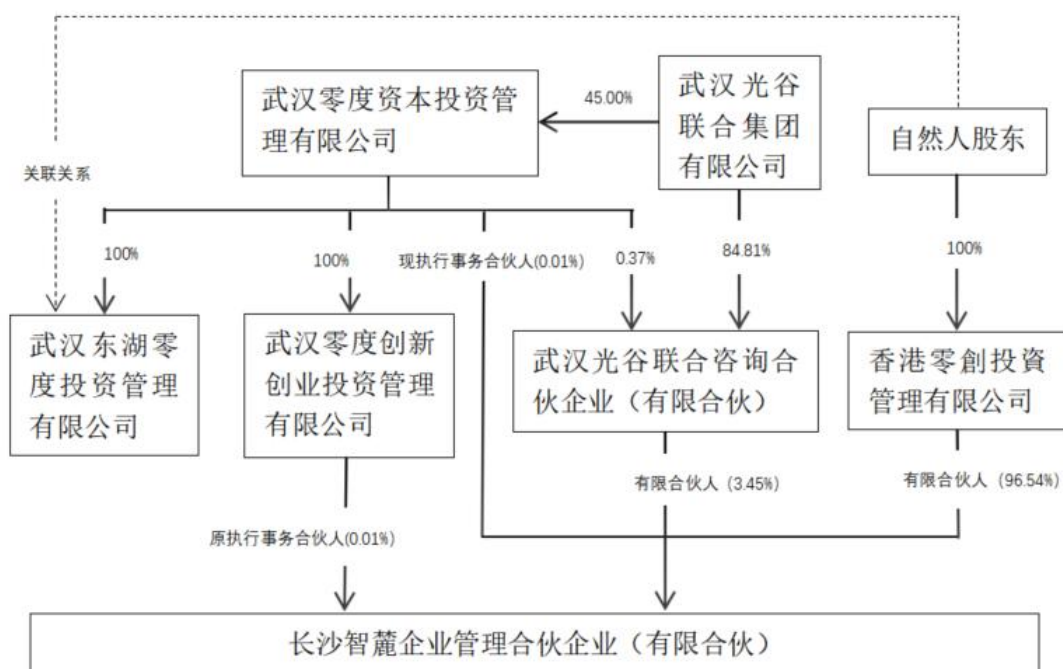 武汉零度资本投资管
理有限公司
45.00%
武汉光谷
联合集团
有限公司
自然人股东
关联关系
100%
100%
现执行事务合伙人(0.01%)
0.37%
84.81%
100%
武汉东湖零
度投资管理
有限公司
武汉零度创新
创业投资管理
有限公司
武汉光谷联合咨询合
伙企业（有限合伙）
香港零創投資
管理有限公司
有限合伙人（3.45%）
有限合伙人（96.54%）
原执行事务合伙人(0.01%)
长沙智麓企业管理合伙企业（有限合伙）